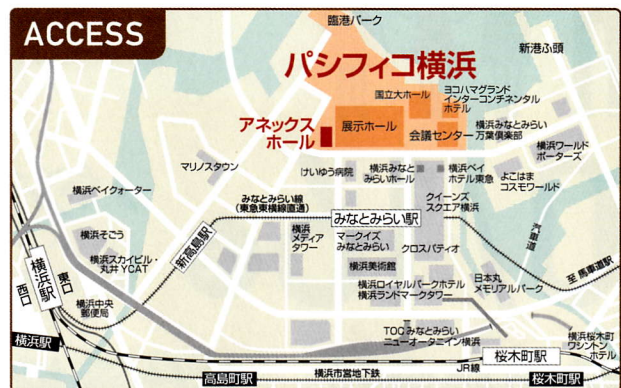 ACCESS
臨港パーク
新港ふ頭
パシフィコ横浜
国立大ホール
ヨコハマグランド
インターコンチネンタル
ホテル
アネックス
ホール
展示ホール
会議センター
横浜みなとみらい
万葉倶楽部
横浜ワールド
ポーターズ
マリノスタウン
けいゆう病院
横浜みなと
みらいホール
横浜ベイ
ホテル東急
よこはま
コスモワールド
横浜ベイクォーター
みなとみらい線
(東急東横線直通)
みなとみらい駅
クイーンズ
スクエア横浜
汽車道
横浜そごう
新高島駅
横浜
メディア
タワー
マークイズ
みなとみらい
クロスパティオ
横浜スカイビル・
丸井YCAT
横浜美術館
至 馬車道駅
横浜駅
東口
西口
横浜ロイヤルパークホテル
横浜ランドマークタワー
日本丸
メモリアルパーク
横浜中央
郵便局
TOCみなとみらい
ニューオータニイン横浜
横浜桜木町
ワシントン
ホテル
横浜駅
桜木町駅
JR線
高島町駅
横浜市営地下鉄
桜木町駅